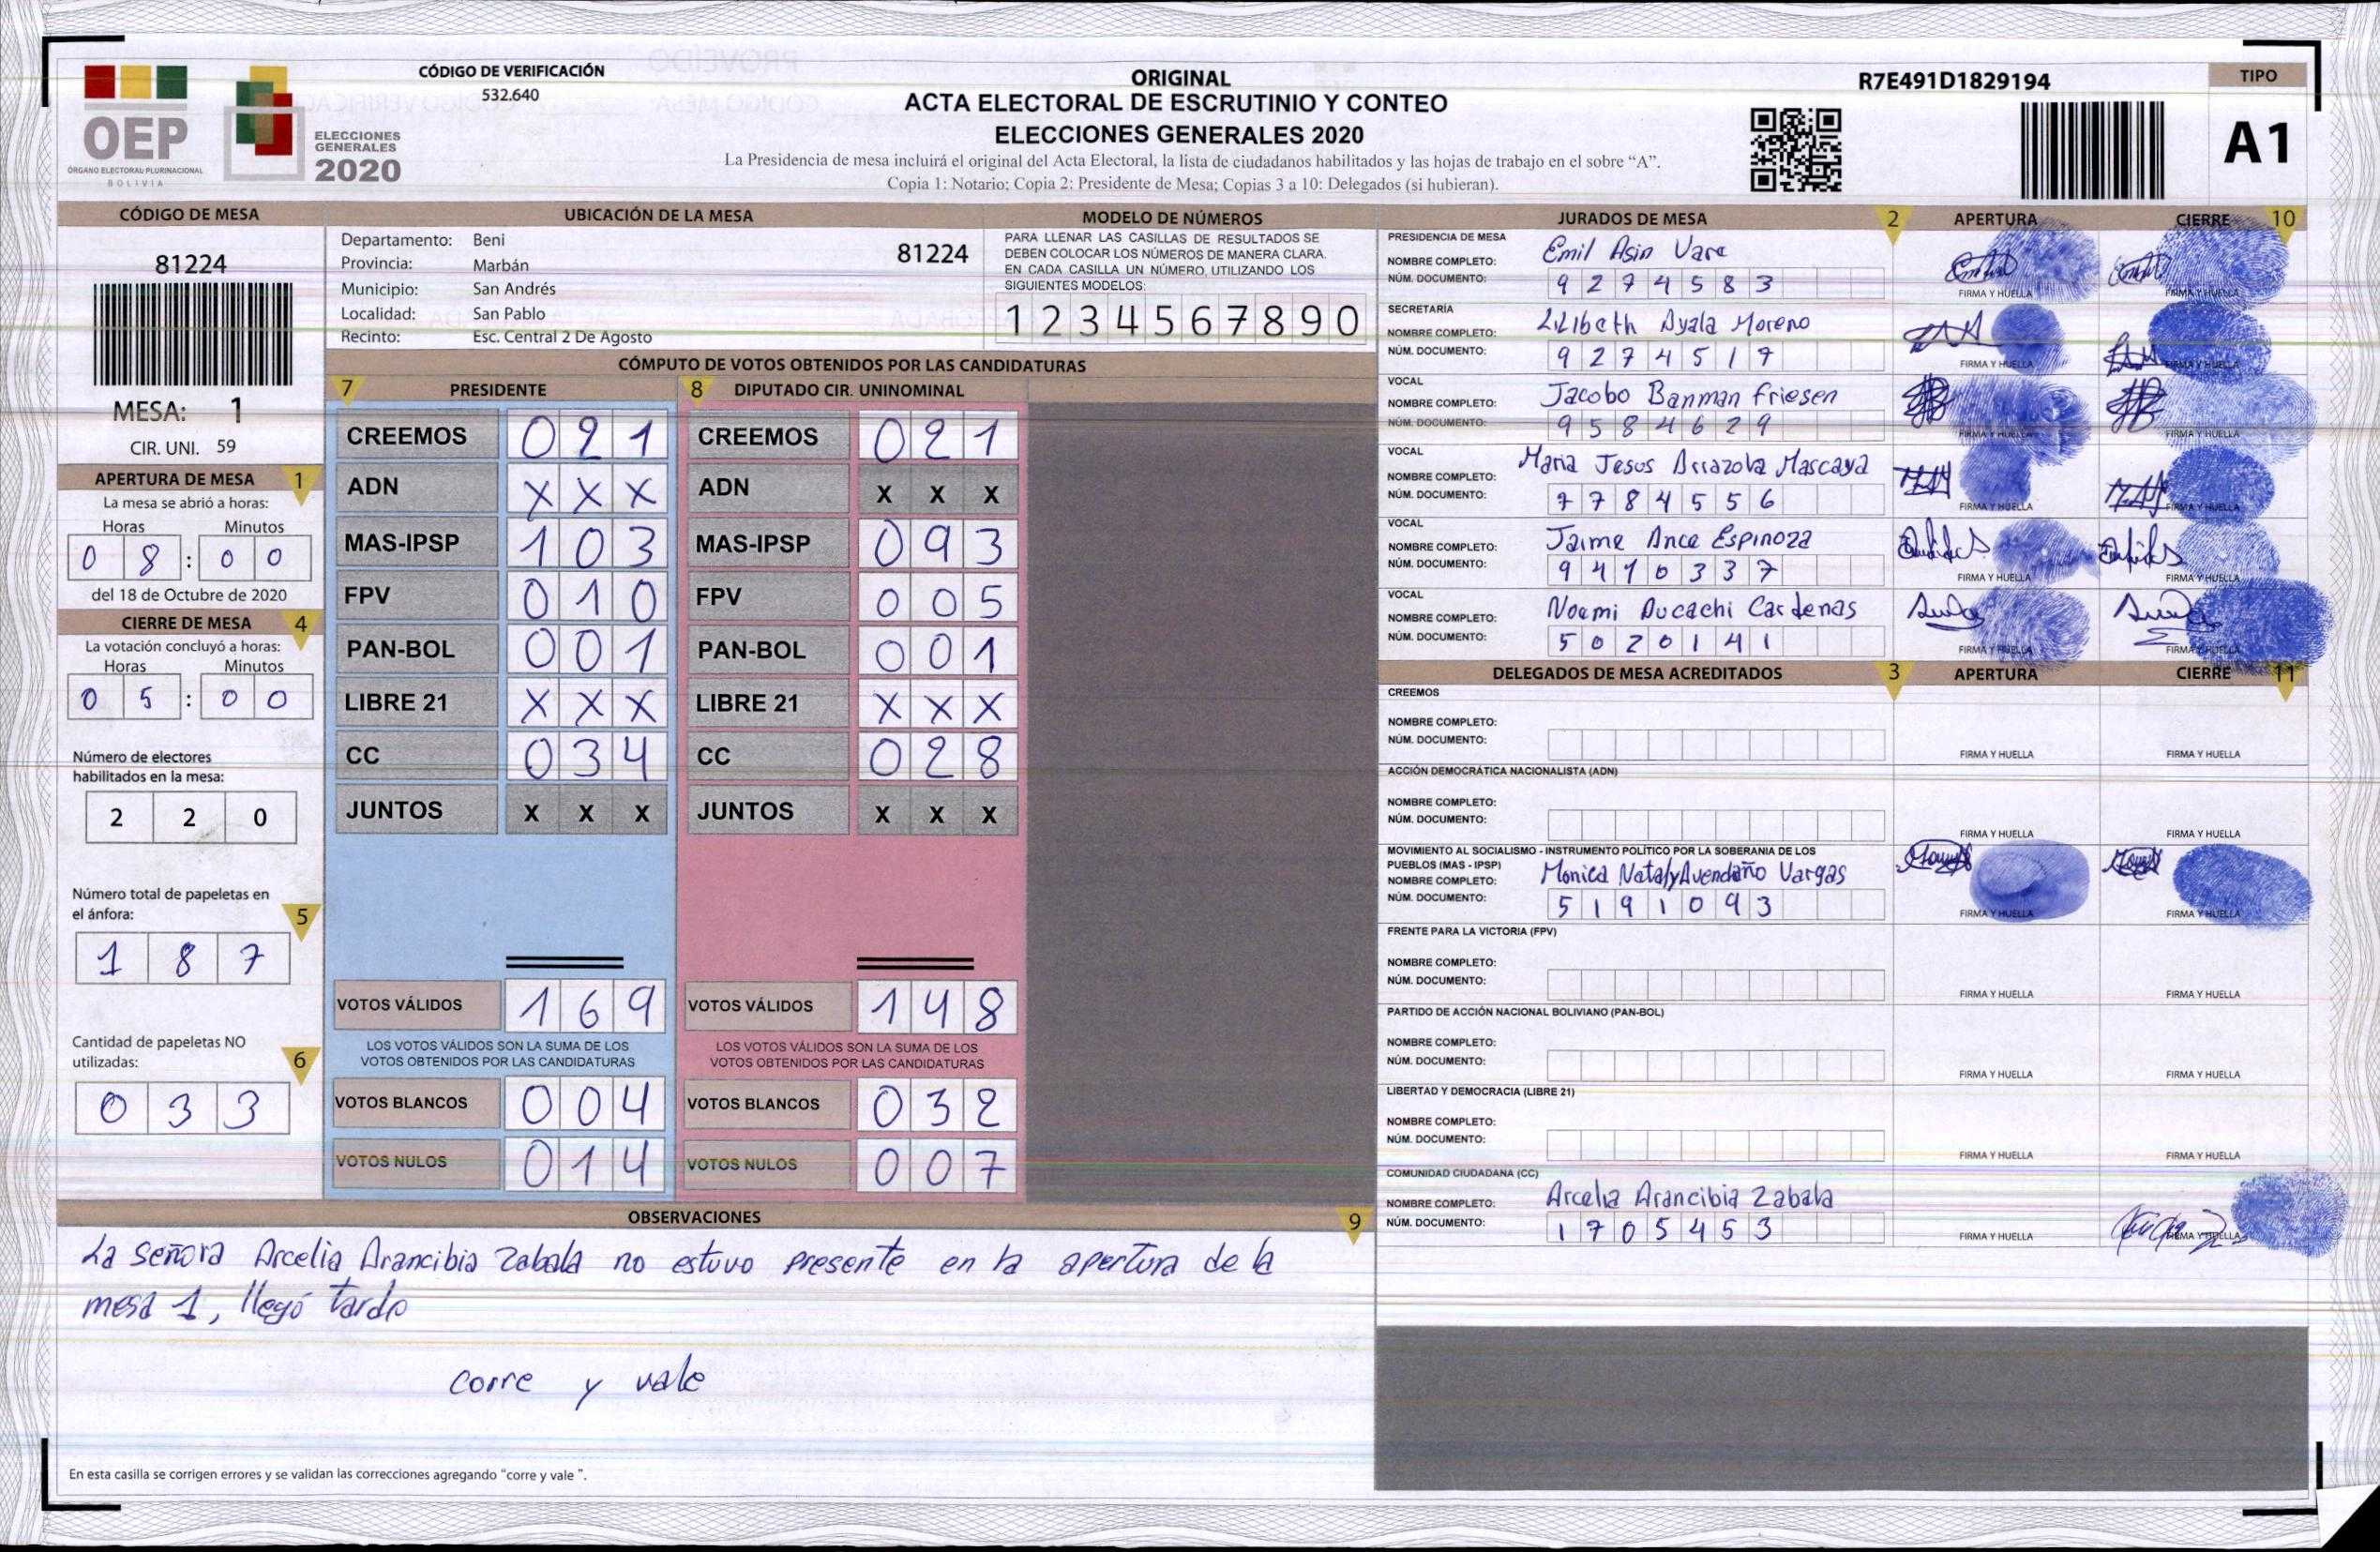 OEP
ÓRGANO ELECTORAL PLURINACIONAL
BOLIVIA
ELECCIONES
GENERALES
2020
CÓDIGO DE VERIFICACIÓN
532.640
ORIGINAL
ACTA ELECTORAL DE ESCRUTINIO Y CONTEO
ELECCIONES GENERALES 2020
La Presidencia de mesa incluirá el original del Acta Electoral, la lista de ciudadanos habilitados y las hojas de trabajo en el sobre “A”.
Copia 1: Notario; Copia 2: Presidente de Mesa; Copias 3 a 10: Delegados (si hubieran).
R7E491D1829194
TIPO
A1
CÓDIGO DE MESA
81224
MESA: 1
CIR. UNI. 59
APERTURA DE MESA 1
La mesa se abrió a horas:
Horas Minutos
0 8 : 0 0
del 18 de Octubre de 2020
CIERRE DE MESA 4
La votación concluyó a horas:
Horas Minutos
0 5 : 0 0
Número de electores
habilitados en la mesa:
2 2 0
Número total de papeletas en
el ánfora: 5
1 8 7
Cantidad de papeletas NO
utilizadas: 6
0 3 3
UBICACIÓN DE LA MESA
Departamento: Beni 81224
Provincia: Marbán
Municipio: San Andrés
Localidad: San Pablo
Recinto: Esc. Central 2 De Agosto
MODELO DE NÚMEROS
PARA LLENAR LAS CASILLAS DE RESULTADOS SE
DEBEN COLOCAR LOS NÚMEROS DE MANERA CLARA.
EN CADA CASILLA UN NÚMERO, UTILIZANDO LOS
SIGUIENTES MODELOS:
1 2 3 4 5 6 7 8 9 0
CÓMPUTO DE VOTOS OBTENIDOS POR LAS CANDIDATURAS
7 PRESIDENTE
CREEMOS 0 2 1
ADN X X X
MAS-IPSP 1 0 3
FPV 0 1 0
PAN-BOL 0 0 1
LIBRE 21 X X X
CC 0 3 4
JUNTOS X X X
VOTOS VÁLIDOS 1 6 9
LOS VOTOS VÁLIDOS SON LA SUMA DE LOS
VOTOS OBTENIDOS POR LAS CANDIDATURAS
VOTOS BLANCOS 0 0 4
VOTOS NULOS 0 1 4
8 DIPUTADO CIR. UNINOMINAL
CREEMOS 0 2 1
ADN X X X
MAS-IPSP 0 9 3
FPV 0 0 5
PAN-BOL 0 0 1
LIBRE 21 X X X
CC 0 2 8
JUNTOS X X X
VOTOS VÁLIDOS 1 4 8
LOS VOTOS VÁLIDOS SON LA SUMA DE LOS
VOTOS OBTENIDOS POR LAS CANDIDATURAS
VOTOS BLANCOS 0 3 2
VOTOS NULOS 0 0 7
OBSERVACIONES 9
La señora Arcelia Arancibia Zabala no estuvo presente en la apertura de la
mesa 1, llegó tarde
corre y vale
En esta casilla se corrigen errores y se validan las correcciones agregando “corre y vale ”.
JURADOS DE MESA 2 APERTURA CIERRE 10
PRESIDENCIA DE MESA
NOMBRE COMPLETO: Emil Asin Vare
NÚM. DOCUMENTO: 9 2 7 4 5 8 3
FIRMA Y HUELLA FIRMA Y HUELLA
SECRETARÍA
NOMBRE COMPLETO: Lilibeth Ayala Moreno
NÚM. DOCUMENTO: 9 2 7 4 5 1 7
FIRMA Y HUELLA FIRMA Y HUELLA
VOCAL
NOMBRE COMPLETO: Jacobo Banman Friesen
NÚM. DOCUMENTO: 9 5 8 4 6 2 9
FIRMA Y HUELLA FIRMA Y HUELLA
VOCAL
NOMBRE COMPLETO: Maria Jesus Arrazola Mascaya
NÚM. DOCUMENTO: 7 7 8 4 5 5 6
FIRMA Y HUELLA FIRMA Y HUELLA
VOCAL
NOMBRE COMPLETO: Jaime Ance Espinoza
NÚM. DOCUMENTO: 9 4 1 0 3 3 7
FIRMA Y HUELLA FIRMA Y HUELLA
VOCAL
NOMBRE COMPLETO: Noemi Ducachi Cardenas
NÚM. DOCUMENTO: 5 0 2 0 1 4 1
FIRMA Y HUELLA FIRMA Y HUELLA
DELEGADOS DE MESA ACREDITADOS 3 APERTURA CIERRE 11
CREEMOS
NOMBRE COMPLETO:
NÚM. DOCUMENTO:
FIRMA Y HUELLA FIRMA Y HUELLA
ACCIÓN DEMOCRÁTICA NACIONALISTA (ADN)
NOMBRE COMPLETO:
NÚM. DOCUMENTO:
FIRMA Y HUELLA FIRMA Y HUELLA
MOVIMIENTO AL SOCIALISMO - INSTRUMENTO POLÍTICO POR LA SOBERANIA DE LOS
PUEBLOS (MAS - IPSP)
NOMBRE COMPLETO: Monica Nataly Avendaño Vargas
NÚM. DOCUMENTO: 5 1 9 1 0 9 3
FIRMA Y HUELLA FIRMA Y HUELLA
FRENTE PARA LA VICTORIA (FPV)
NOMBRE COMPLETO:
NÚM. DOCUMENTO:
FIRMA Y HUELLA FIRMA Y HUELLA
PARTIDO DE ACCIÓN NACIONAL BOLIVIANO (PAN-BOL)
NOMBRE COMPLETO:
NÚM. DOCUMENTO:
FIRMA Y HUELLA FIRMA Y HUELLA
LIBERTAD Y DEMOCRACIA (LIBRE 21)
NOMBRE COMPLETO:
NÚM. DOCUMENTO:
FIRMA Y HUELLA FIRMA Y HUELLA
COMUNIDAD CIUDADANA (CC)
NOMBRE COMPLETO: Arcelia Arancibia Zabala
NÚM. DOCUMENTO: 1 7 0 5 4 5 3
FIRMA Y HUELLA FIRMA Y HUELLA